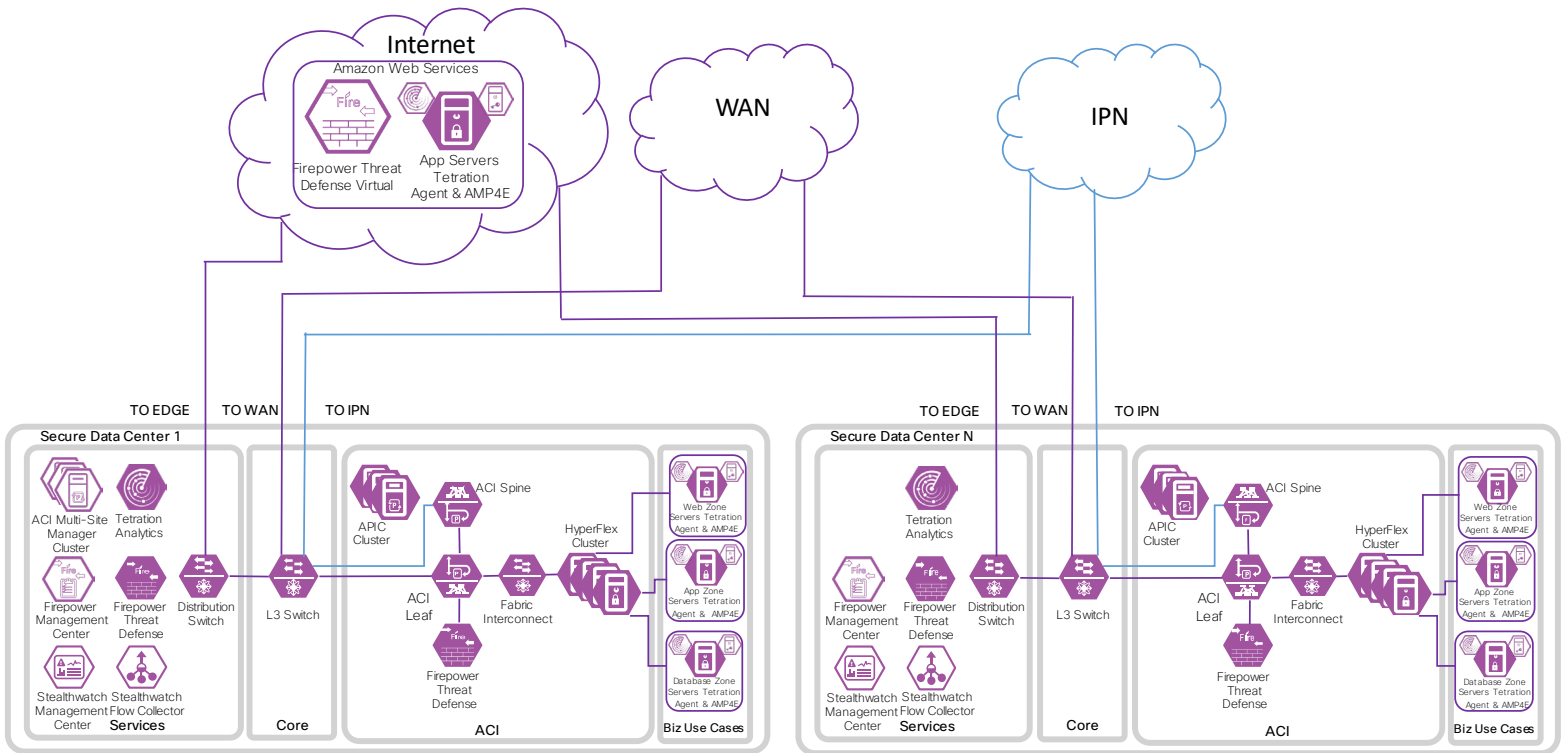 Internet
Amazon Web Services
Fire
Firepower Threat
Defense Virtual
App Servers
Tetration
Agent & AMP4E
WAN
IPN
TO EDGE
TO WAN
TO IPN
Secure Data Center 1
ACI Multi-Site
Manager
Cluster
Tetration
Analytics
Fire
Firepower
Management
Center
Fire
Firepower
Threat
Defense
Distribution
Switch
Stealthwatch
Management
Center
Stealthwatch
Flow Collector
Services
L3 Switch
Core
APIC
Cluster
ACI Spine
ACI
Leaf
Fire
Firepower
Threat
Defense
Fabric
Interconnect
HyperFlex
Cluster
ACI
Web Zone
Servers Tetration
Agent & AMP4E
App Zone
Servers Tetration
Agent & AMP4E
Database Zone
Servers Tetration
Agent & AMP4E
Biz Use Cases
TO EDGE
TO WAN
TO IPN
Secure Data Center N
Tetration
Analytics
Fire
Firepower
Management
Center
Fire
Firepower
Threat
Defense
Distribution
Switch
Stealthwatch
Management
Center
Stealthwatch
Flow Collector
Services
L3 Switch
Core
APIC
Cluster
ACI Spine
ACI
Leaf
Fire
Firepower
Threat
Defense
Fabric
Interconnect
HyperFlex
Cluster
ACI
Web Zone
Servers Tetration
Agent & AMP4E
App Zone
Servers Tetration
Agent & AMP4E
Database Zone
Servers Tetration
Agent & AMP4E
Biz Use Cases